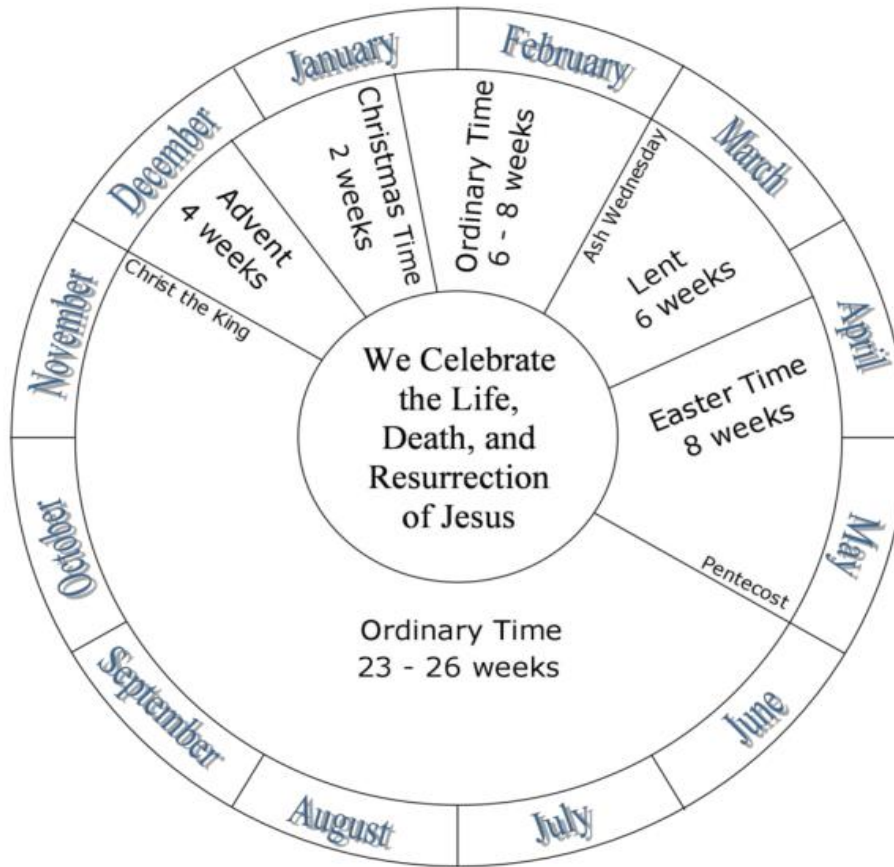 January
February
March
April
May
June
July
August
September
October
November
December
Advent
4 weeks
Christmas Time
2 weeks
Ordinary Time
6 - 8 weeks
Ash Wednesday
Lent
6 weeks
Easter Time
8 weeks
Pentecost
Ordinary Time
23 - 26 weeks
Christ the King
We Celebrate
the Life,
Death, and
Resurrection
of Jesus